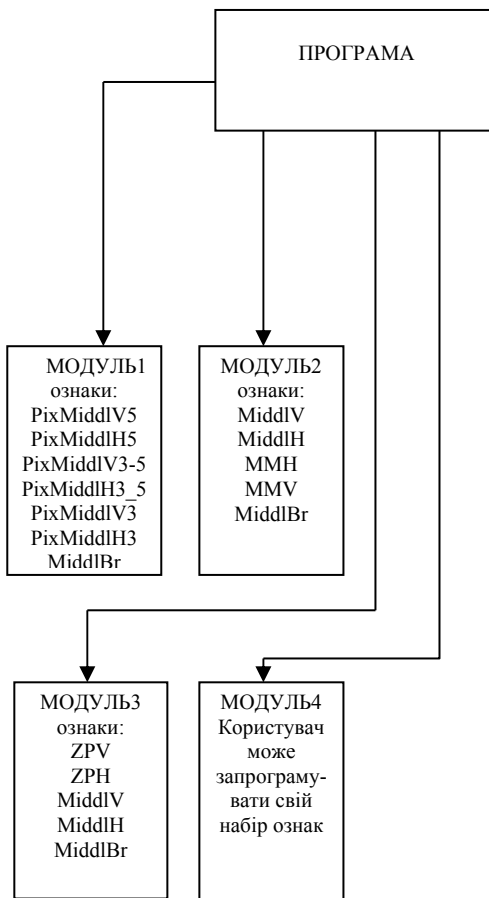 ПРОГРАМА
МОДУЛЬ1
ознаки:
PixMiddlV5
PixMiddlH5
PixMiddlV3-5
PixMiddlH3_5
PixMiddlV3
PixMiddlH3
MiddlBr
МОДУЛЬ2
ознаки:
MiddlV
MiddlH
MMH
MMV
MiddlBr
МОДУЛЬ3
ознаки:
ZPV
ZPH
MiddlV
MiddlH
MiddlBr
МОДУЛЬ4
Користувач
може
запрограму-
вати свій
набір ознак